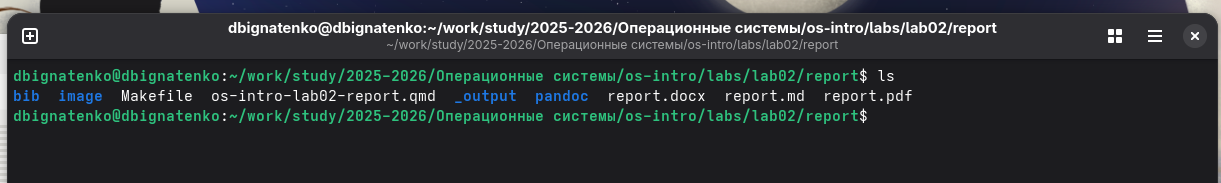 dbignatenko@dbignatenko:~/work/study/2025-2026/Операционные системы/os-intro/labs/lab02/report
~/work/study/2025-2026/Операционные системы/os-intro/labs/lab02/report
dbignatenko@dbignatenko:~/work/study/2025-2026/Операционные системы/os-intro/labs/lab02/report$ ls
bib  image  Makefile  os-intro-lab02-report.qmd  _output  pandoc  report.docx  report.md  report.pdf
dbignatenko@dbignatenko:~/work/study/2025-2026/Операционные системы/os-intro/labs/lab02/report$